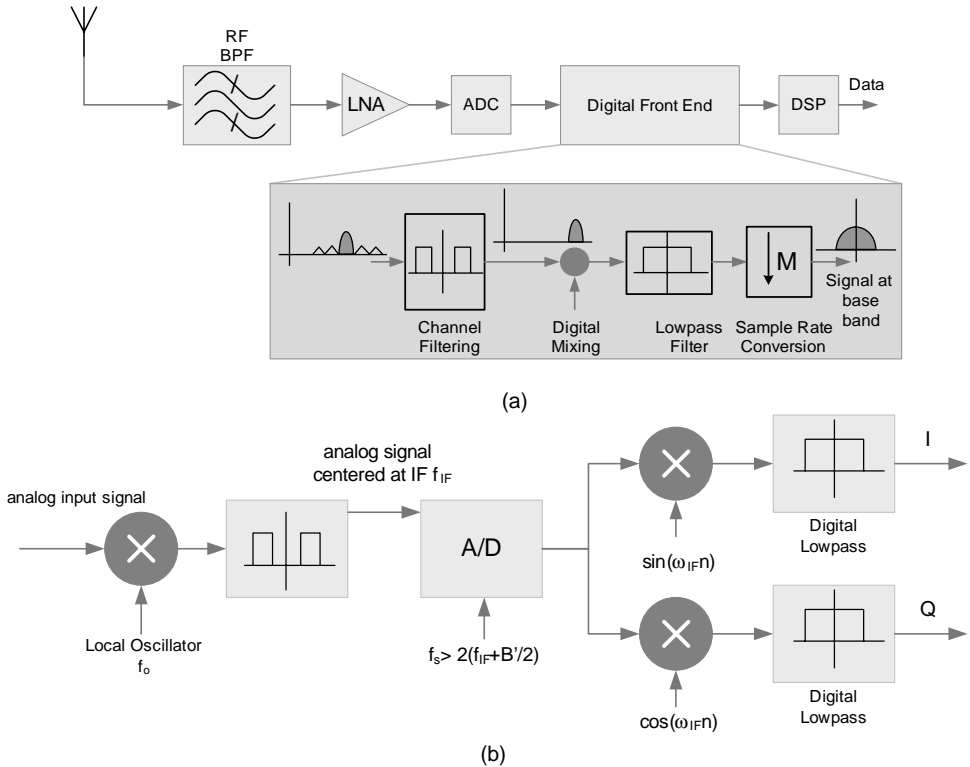 RF
BPF
LNA
ADC
Digital Front End
DSP
Data
M
Channel
Filtering
Digital
Mixing
Lowpass
Filter
Sample Rate
Conversion
Signal at
base
band
(a)
analog signal
centered at IF f_IF
analog input signal
A/D
I
Digital
Lowpass
sin(ω_IF n)
Local Oscillator
f_o
f_s> 2(f_IF+B'/2)
Q
cos(ω_IF n)
Digital
Lowpass
(b)